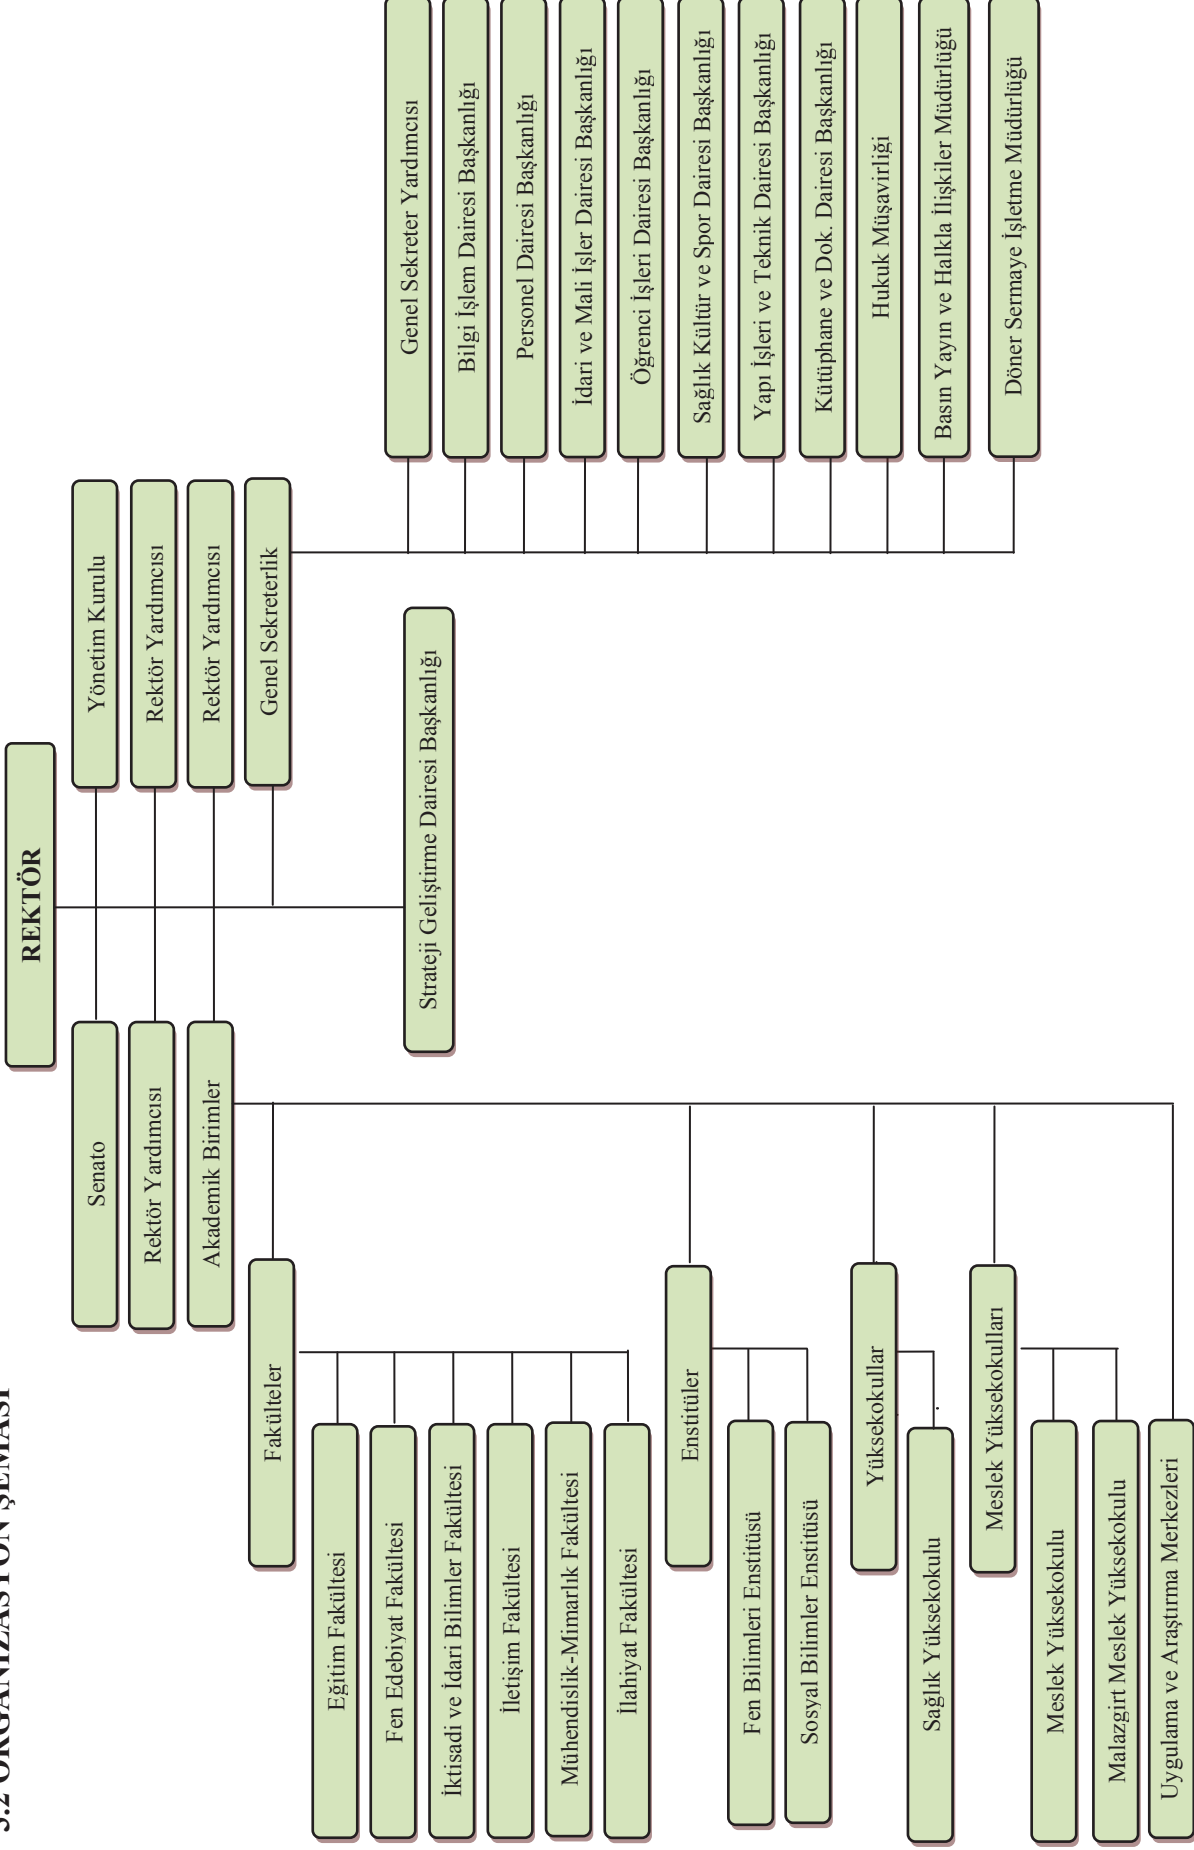 3.2 ORGANİZASYON ŞEMASI
REKTÖR
Senato
Yönetim Kurulu
Rektör Yardımcısı
Rektör Yardımcısı
Akademik Birimler
Rektör Yardımcısı
Genel Sekreterlik
Strateji Geliştirme Dairesi Başkanlığı
Fakülteler
Eğitim Fakültesi
Fen Edebiyat Fakültesi
İktisadi ve İdari Bilimler Fakültesi
İletişim Fakültesi
Mühendislik-Mimarlık Fakültesi
İlahiyat Fakültesi
Enstitüler
Fen Bilimleri Enstitüsü
Sosyal Bilimler Enstitüsü
Yüksekokullar
Sağlık Yüksekokulu
Meslek Yüksekokulları
Meslek Yüksekokulu
Malazgirt Meslek Yüksekokulu
Uygulama ve Araştırma Merkezleri
Genel Sekreter Yardımcısı
Bilgi İşlem Dairesi Başkanlığı
Personel Dairesi Başkanlığı
İdari ve Mali İşler Dairesi Başkanlığı
Öğrenci İşleri Dairesi Başkanlığı
Sağlık Kültür ve Spor Dairesi Başkanlığı
Yapı İşleri ve Teknik Dairesi Başkanlığı
Kütüphane ve Dok. Dairesi Başkanlığı
Hukuk Müşavirliği
Basın Yayın ve Halkla İlişkiler Müdürlüğü
Döner Sermaye İşletme Müdürlüğü